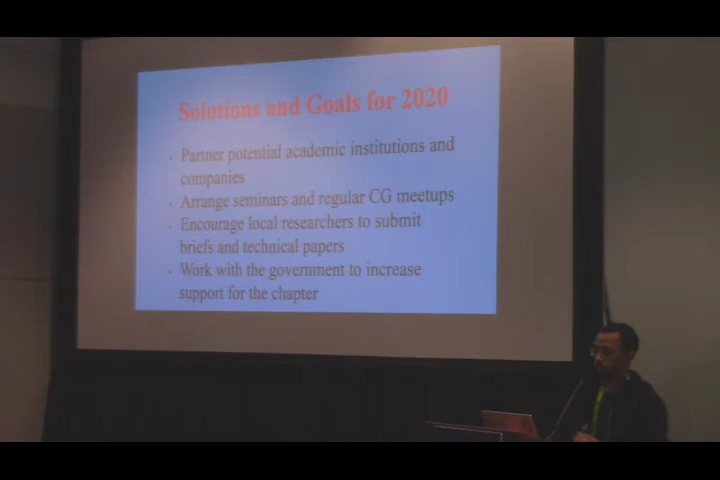 Solutions and Goals for 2020
· Partner potential academic institutions and
companies
· Arrange seminars and regular CG meetups
· Encourage local researchers to submit
briefs and technical papers
· Work with the government to increase
support for the chapter